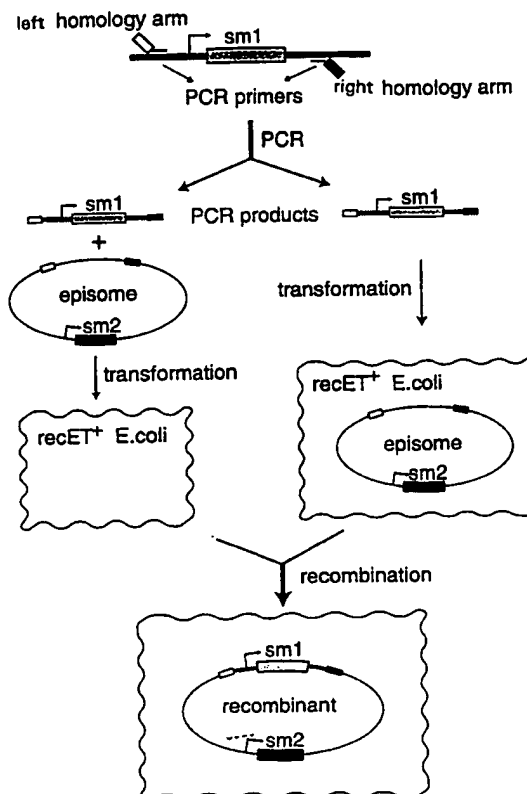 left homology arm
sm1
right homology arm
PCR primers
PCR
sm1
PCR products
sm1
+
episome
sm2
transformation
transformation
recET+ E.coli
recET+ E.coli
episome
sm2
recombination
sm1
recombinant
sm2